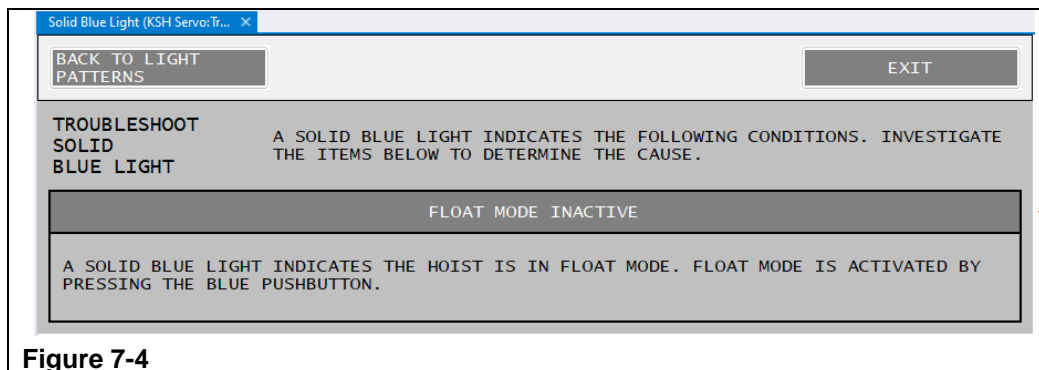 Solid Blue Light (KSH Servo:Tr... ×
BACK TO LIGHT
PATTERNS
EXIT
TROUBLESHOOT
SOLID
BLUE LIGHT
A SOLID BLUE LIGHT INDICATES THE FOLLOWING CONDITIONS. INVESTIGATE
THE ITEMS BELOW TO DETERMINE THE CAUSE.
FLOAT MODE INACTIVE
A SOLID BLUE LIGHT INDICATES THE HOIST IS IN FLOAT MODE. FLOAT MODE IS ACTIVATED BY
PRESSING THE BLUE PUSHBUTTON.
Figure 7-4